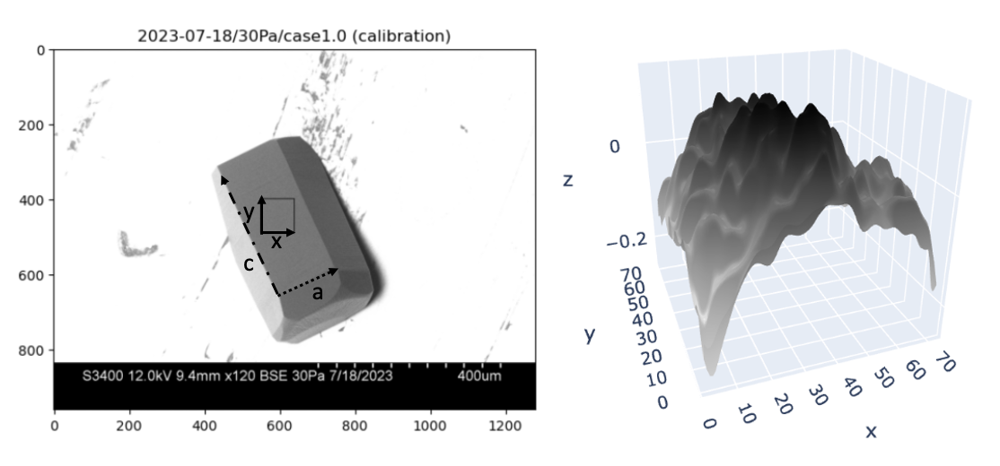 2023-07-18/30Pa/case1.0 (calibration)
0
200
400
600
800
y
x
c
a
S3400 12.0kV 9.4mm x120 BSE 30Pa 7/18/2023 400um
0 200 400 600 800 1000 1200
z
0
−0.2
y
70
60
50
40
30
20
10
0
0 10 20 30 40 50 60 70
x